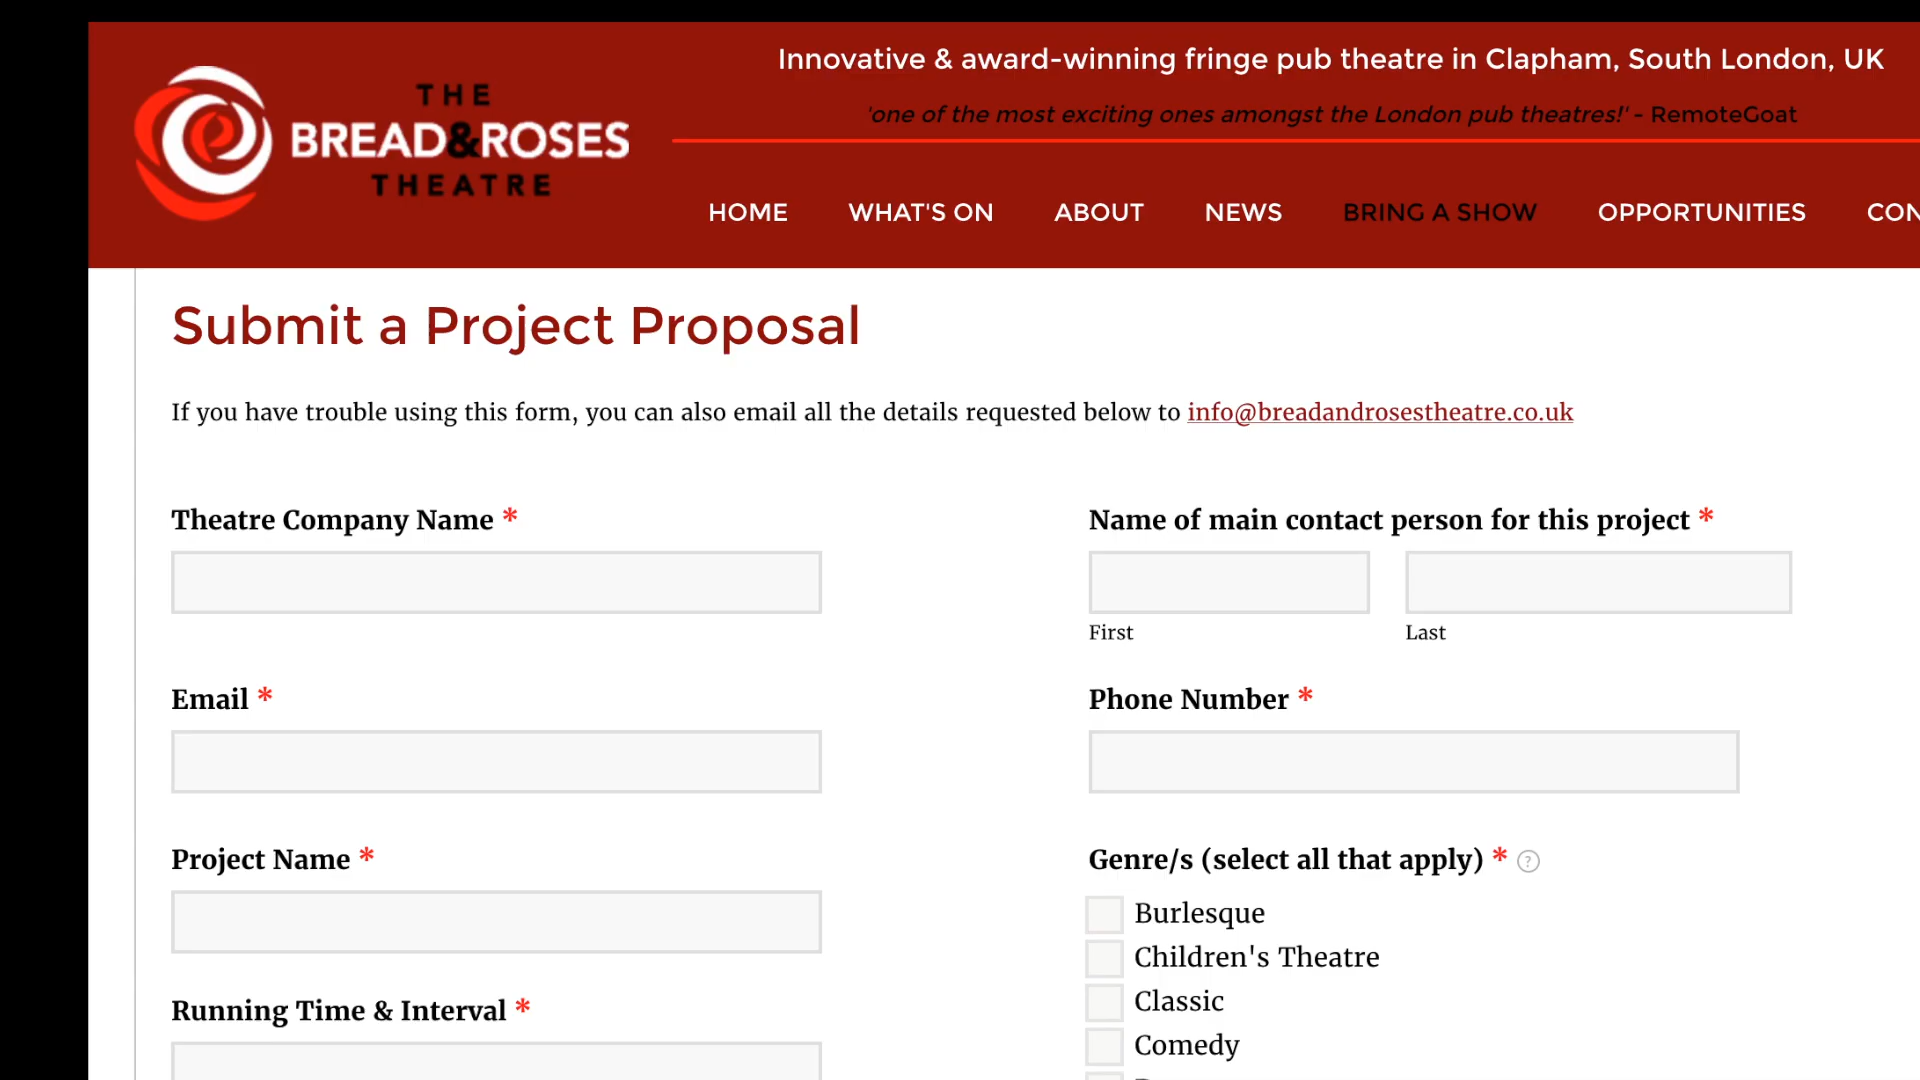 Innovative & award-winning fringe pub theatre in Clapham, South London, UK
'one of the most exciting ones amongst the London pub theatres!' - RemoteGoat
THE
BREAD&ROSES
THEATRE
HOME WHAT'S ON ABOUT NEWS BRING A SHOW OPPORTUNITIES CON
Submit a Project Proposal
If you have trouble using this form, you can also email all the details requested below to info@breadandrosestheatre.co.uk
Theatre Company Name *
Name of main contact person for this project *
First Last
Email *
Phone Number *
Project Name *
Genre/s (select all that apply) * ?
Burlesque
Children's Theatre
Classic
Comedy
Running Time & Interval *